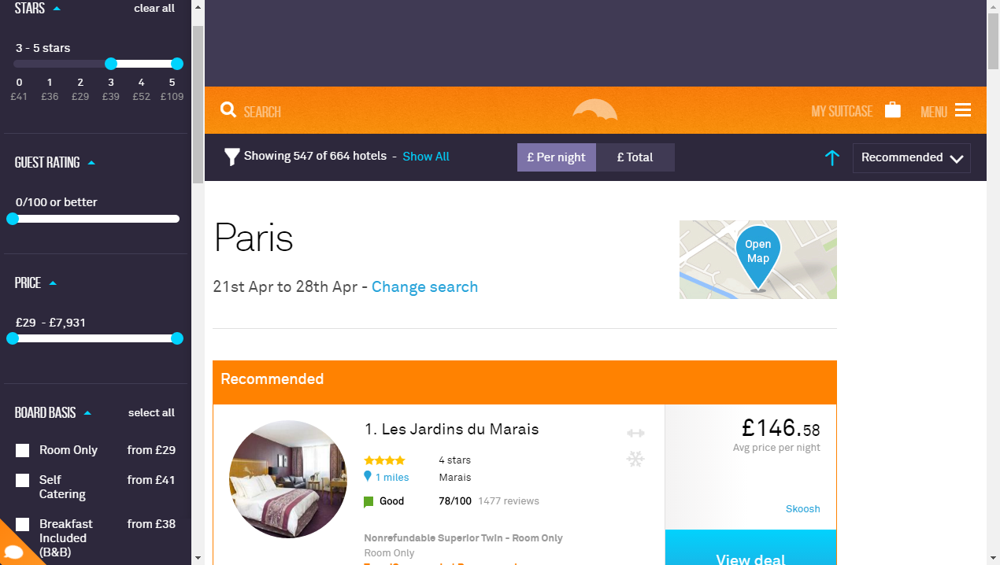 STARS
clear all
3 - 5 stars
0 1 2 3 4 5
£41 £36 £29 £39 £52 £109
GUEST RATING
0/100 or better
PRICE
£29 - £7,931
BOARD BASIS
select all
Room Only from £29
Self Catering from £41
Breakfast Included (B&B) from £38
SEARCH
MY SUITCASE
MENU
Showing 547 of 664 hotels - Show All
£ Per night
£ Total
Recommended
Paris
21st Apr to 28th Apr - Change search
Open
Map
Recommended
1. Les Jardins du Marais
4 stars
1 miles
Marais
Good
78/100 1477 reviews
Nonrefundable Superior Twin - Room Only
Room Only
£146.58
Avg price per night
Skoosh
View deal